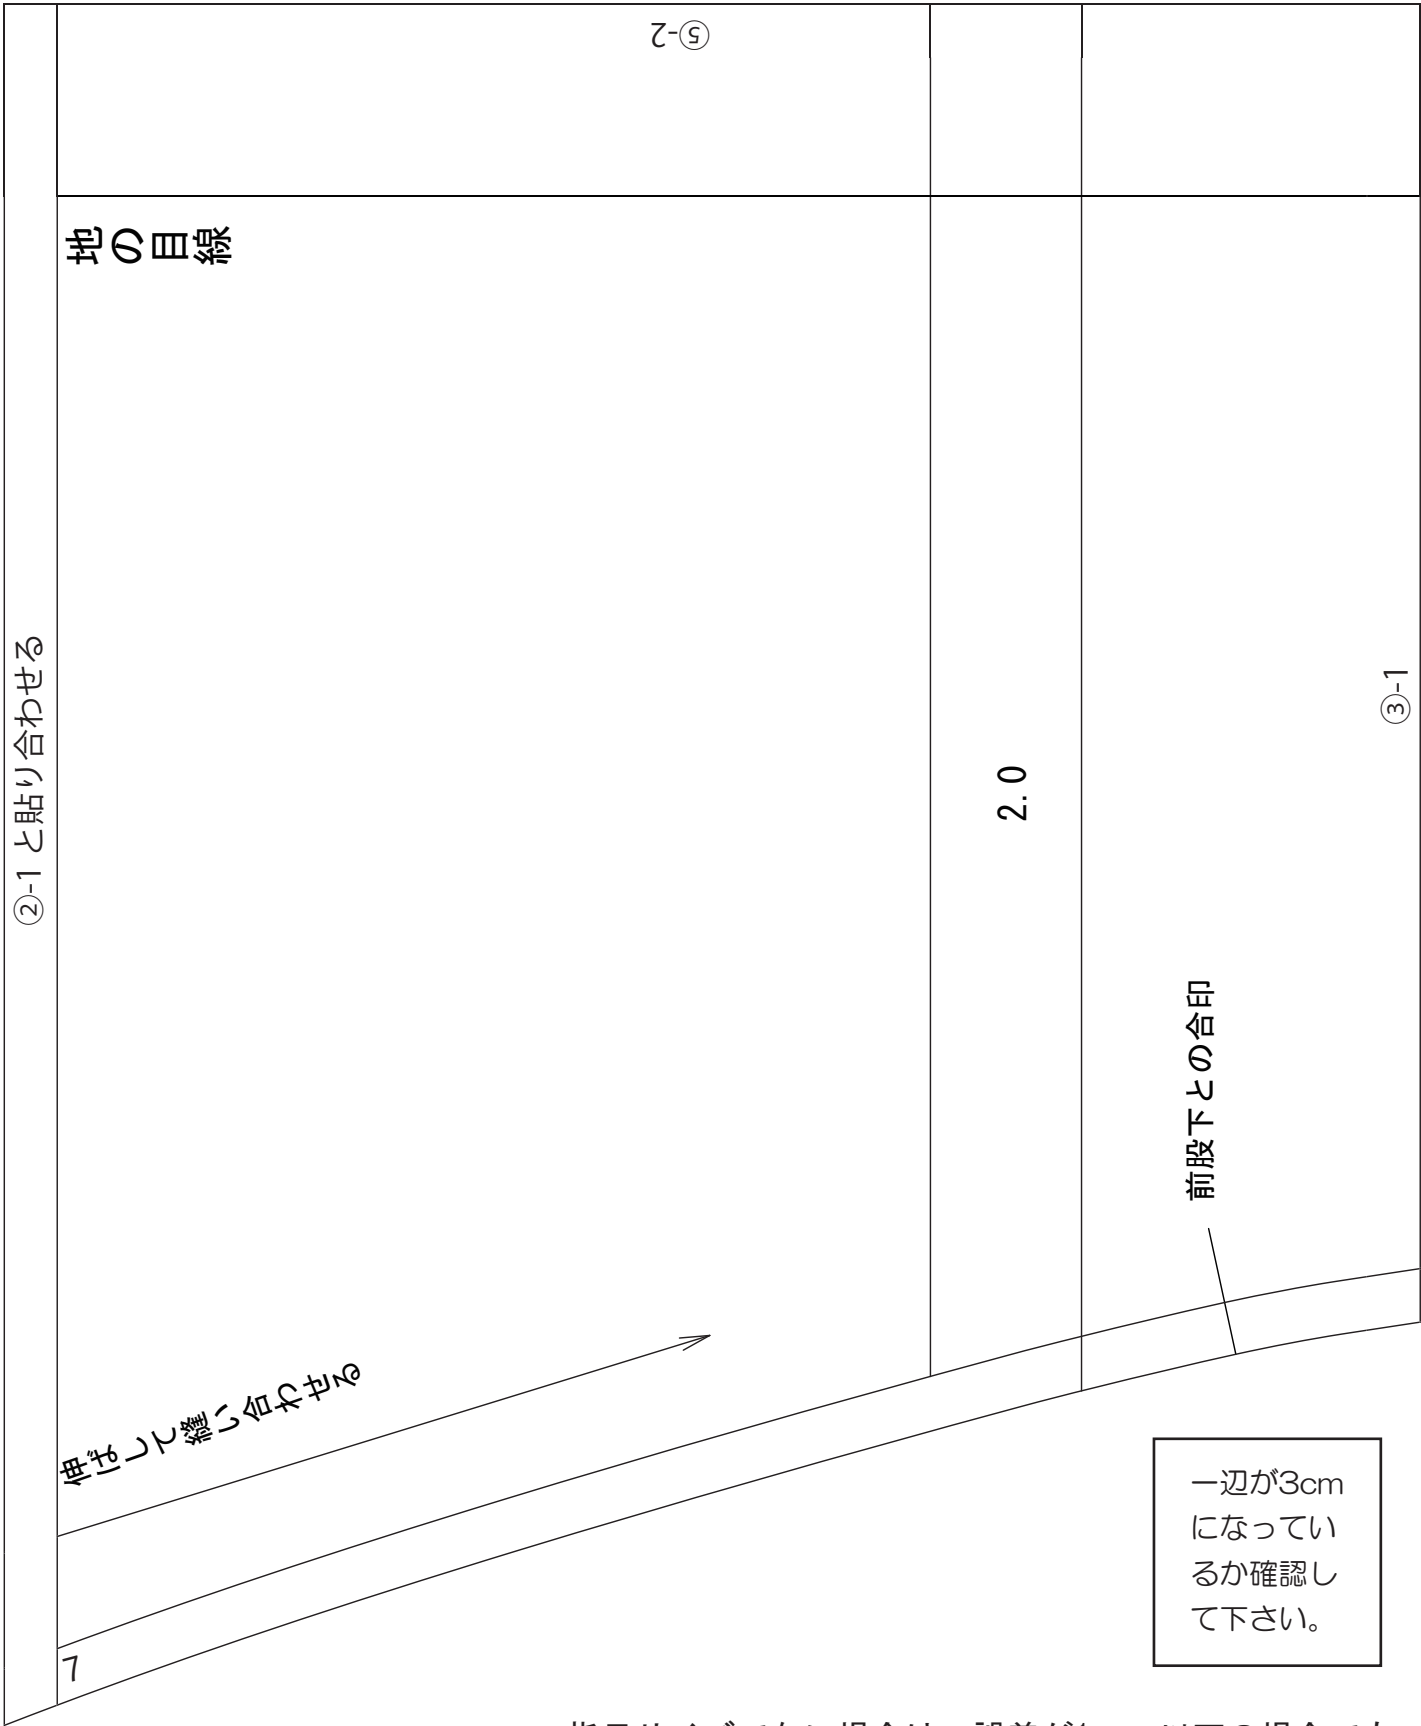 ⑤-2
地の目線
②-1 と貼り合わせる
③-1
2.0
前股下との合印
伸ばして縫い合わせる
一辺が3cm
になってい
るか確認し
て下さい。
7